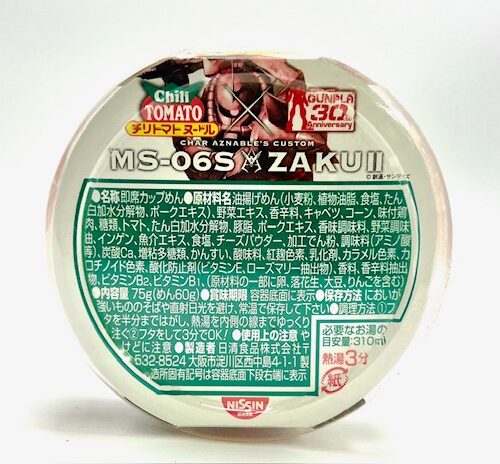 Chili
TOMATO
チリトマト ヌードル
GUNPLA
30th
Anniversary
CHAR AZNABLE'S CUSTOM
MS-06S ZAKU II
© 創通・サンライズ
●名称/即席カップめん●原材料名/油揚げめん(小麦粉、植物油脂、食塩、たん
白加水分解物、ポークエキス)、野菜エキス、香辛料、キャベツ、コーン、味付鶏
肉、糖類、トマト、たん白加水分解物、豚脂、ポークエキス、香味調味料、野菜調味
油、インゲン、魚介エキス、食塩、チーズパウダー、加工でん粉、調味料(アミノ酸
等)、炭酸Ca、増粘多糖類、かんすい、酸味料、紅麹色素、乳化剤、カラメル色素、カ
ロチノイド色素、酸化防止剤(ビタミンE、ローズマリー抽出物)、香料、香辛料抽出
物、ビタミンB2、ビタミンB1、(原材料の一部に卵、落花生、大豆、りんごを含む)
●内容量/75g(めん60g)●賞味期限/容器底面に表示●保存方法/においが
強いもののそばや直射日光を避け、常温で保存して下さい●調理方法/①フ
タを半分まではがし、熱湯を内側の線までゆっくり
注ぐ②フタをして3分でOK!●使用上の注意/や
けどに注意●製造者/日清食品株式会社 〒
532-8524 大阪市淀川区西中島4-1-1 製
造所固有記号は容器底面下段右端に表示
必要なお湯の
目安量:310ml
熱湯3分
紙
NISSIN